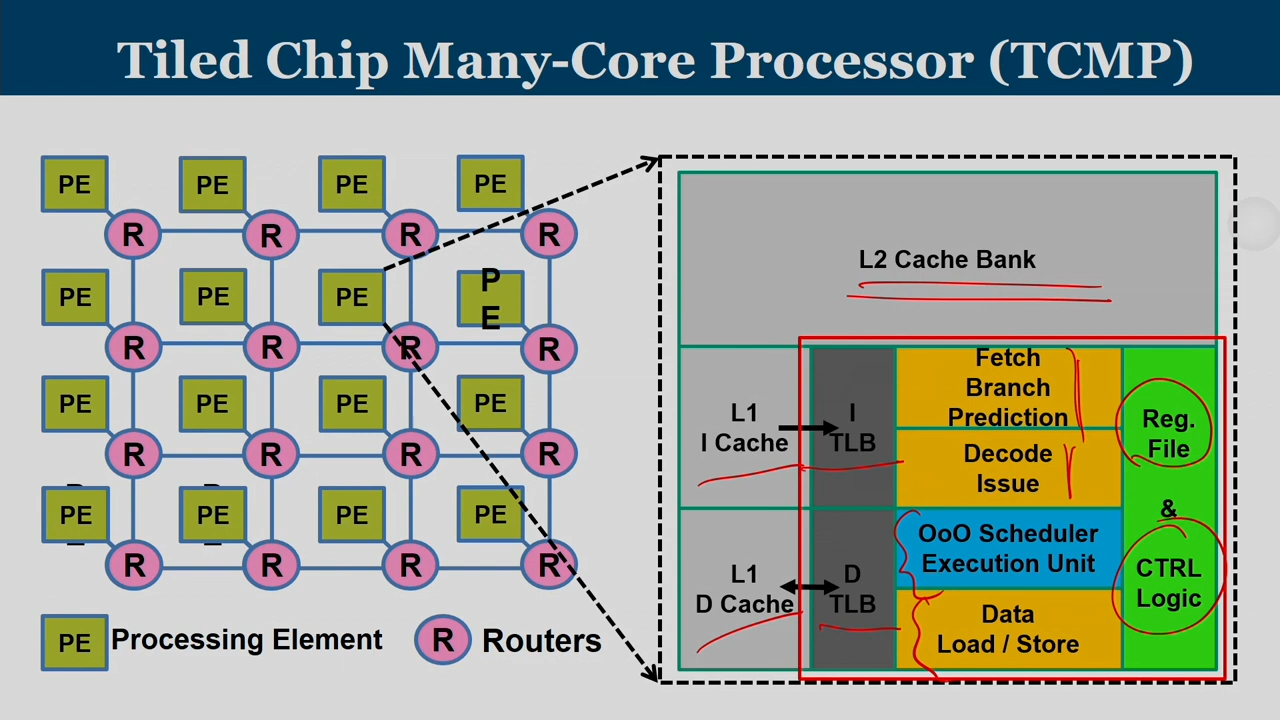 Tiled Chip Many-Core Processor (TCMP)
PE PE PE PE
R R R R
PE PE PE P
E
R R R R
PE PE PE PE
R R R R
PE PE PE PE
R R R R
PE Processing Element R Routers
L2 Cache Bank
L1
I Cache
I
TLB
Fetch
Branch
Prediction
Decode
Issue
Reg.
File
&
CTRL
Logic
L1
D Cache
D
TLB
OoO Scheduler
Execution Unit
Data
Load / Store